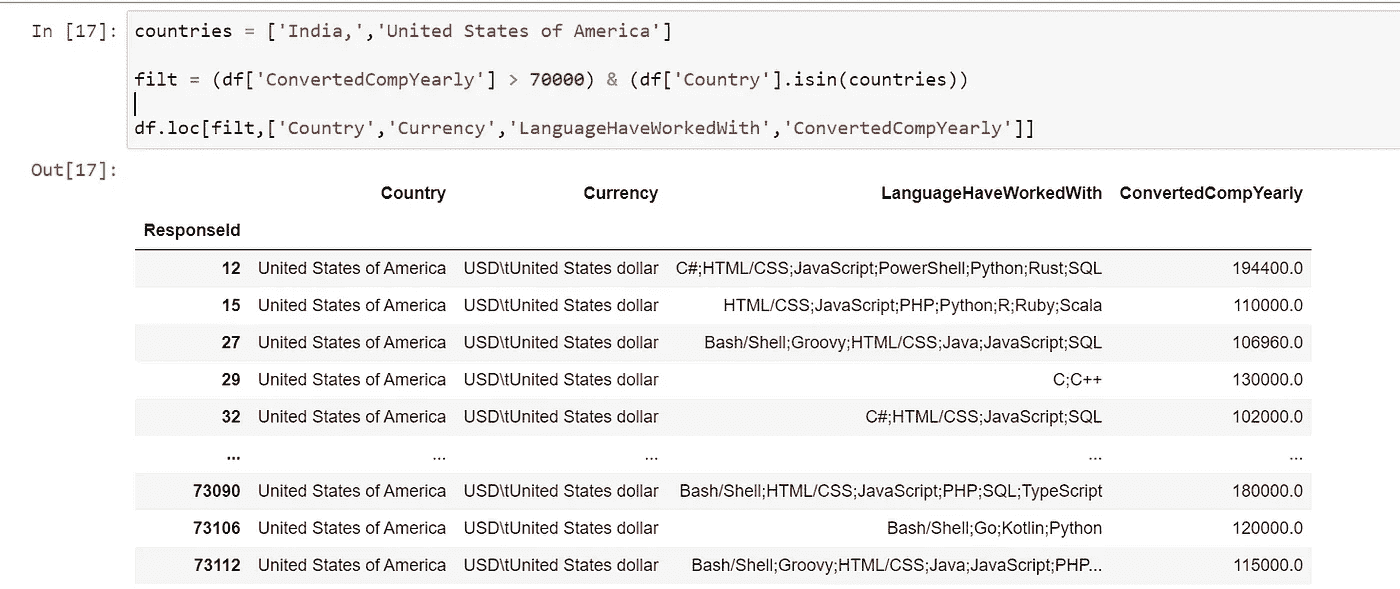 In [17]: countries = ['India,','United States of America']
filt = (df['ConvertedCompYearly'] > 70000) & (df['Country'].isin(countries))
df.loc[filt,['Country','Currency','LanguageHaveWorkedWith','ConvertedCompYearly']]
Out[17]:
Country Currency LanguageHaveWorkedWith ConvertedCompYearly
ResponseId
12 United States of America USD\tUnited States dollar C#;HTML/CSS;JavaScript;PowerShell;Python;Rust;SQL 194400.0
15 United States of America USD\tUnited States dollar HTML/CSS;JavaScript;PHP;Python;R;Ruby;Scala 110000.0
27 United States of America USD\tUnited States dollar Bash/Shell;Groovy;HTML/CSS;Java;JavaScript;SQL 106960.0
29 United States of America USD\tUnited States dollar C;C++ 130000.0
32 United States of America USD\tUnited States dollar C#;HTML/CSS;JavaScript;SQL 102000.0
... ... ... ... ...
73090 United States of America USD\tUnited States dollar Bash/Shell;HTML/CSS;JavaScript;PHP;SQL;TypeScript 180000.0
73106 United States of America USD\tUnited States dollar Bash/Shell;Go;Kotlin;Python 120000.0
73112 United States of America USD\tUnited States dollar Bash/Shell;Groovy;HTML/CSS;Java;JavaScript;PHP... 115000.0